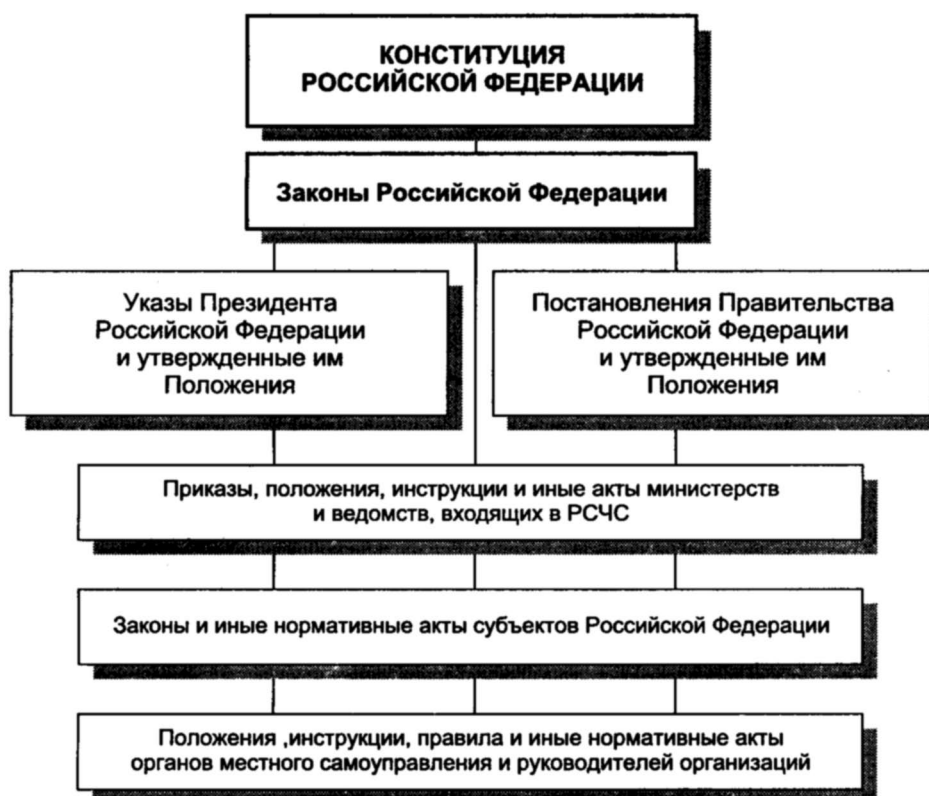 КОНСТИТУЦИЯ
РОССИЙСКОЙ ФЕДЕРАЦИИ
Законы Российской Федерации
Указы Президента
Российской Федерации
и утвержденные им
Положения
Постановления Правительства
Российской Федерации
и утвержденные им
Положения
Приказы, положения, инструкции и иные акты министерств
и ведомств, входящих в РСЧС
Законы и иные нормативные акты субъектов Российской Федерации
Положения ,инструкции, правила и иные нормативные акты
органов местного самоуправления и руководителей организаций